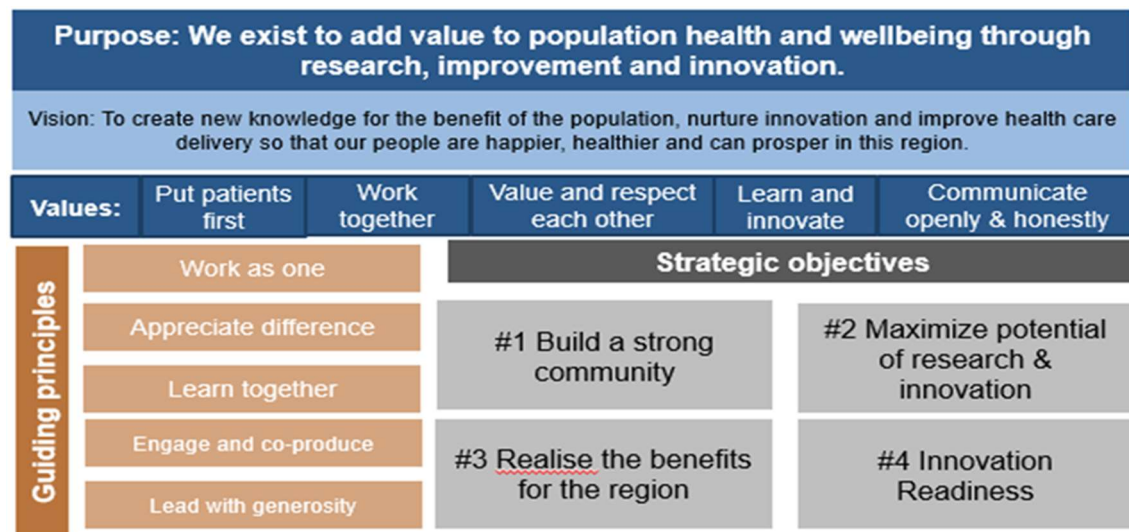 Purpose: We exist to add value to population health and wellbeing through
research, improvement and innovation.
Vision: To create new knowledge for the benefit of the population, nurture innovation and improve health care
delivery so that our people are happier, healthier and can prosper in this region.
Values:
Put patients
first
Work
together
Value and respect
each other
Learn and
innovate
Communicate
openly & honestly
Guiding principles
Work as one
Appreciate difference
Learn together
Engage and co-produce
Lead with generosity
Strategic objectives
#1 Build a strong
community
#2 Maximize potential
of research &
innovation
#3 Realise the benefits
for the region
#4 Innovation
Readiness